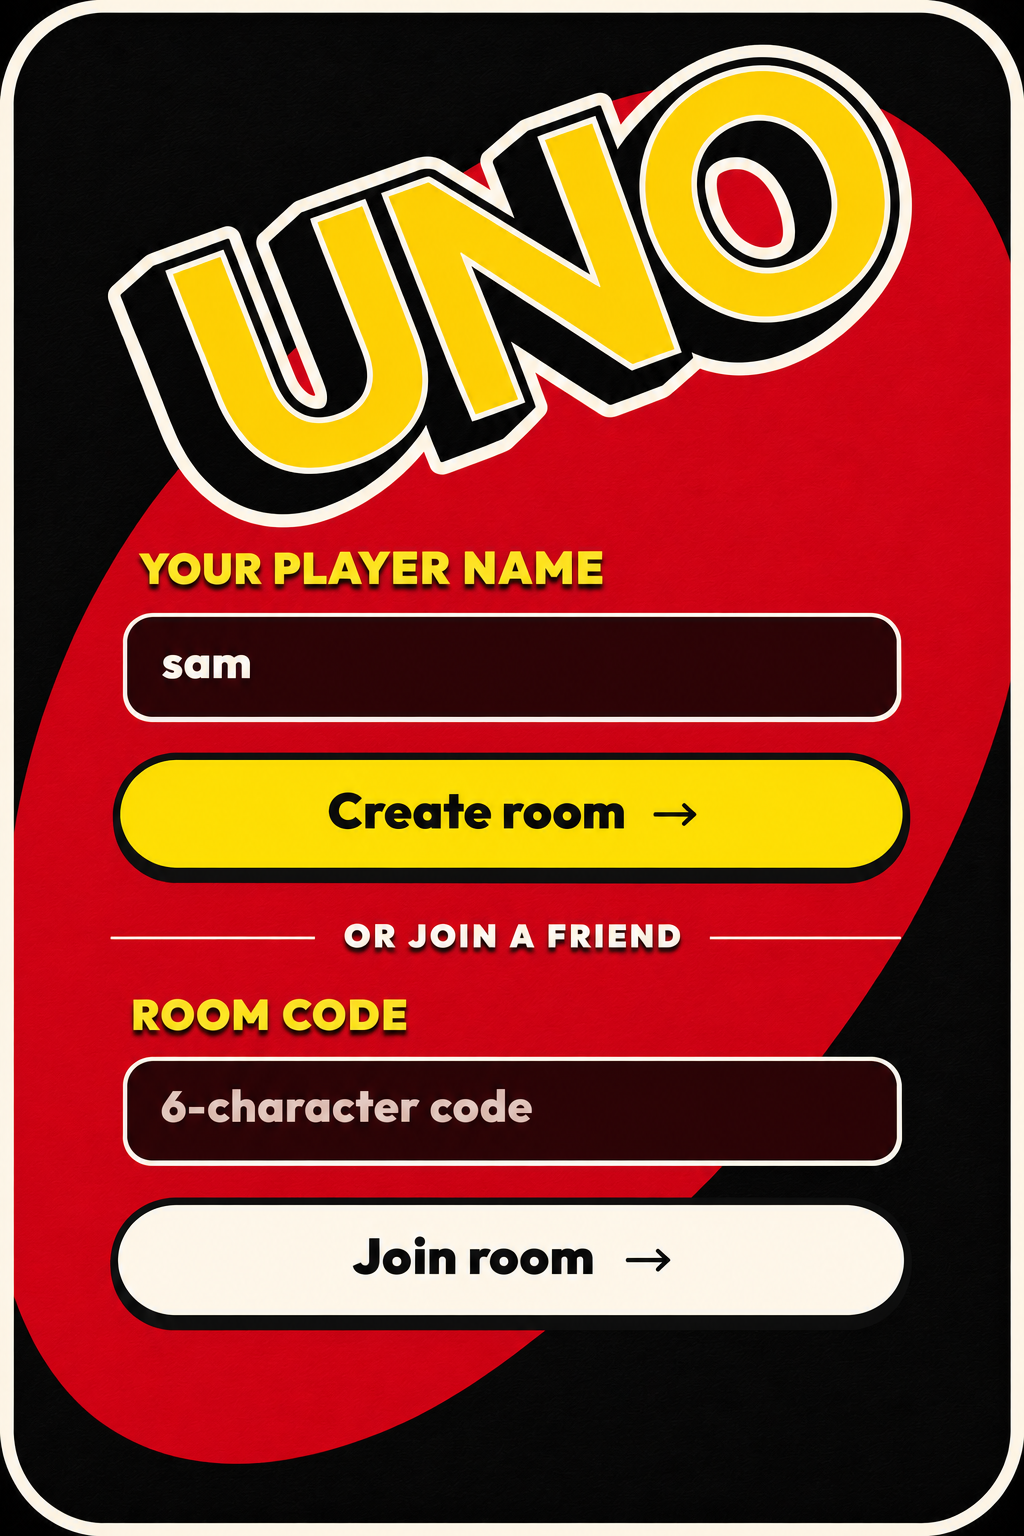 UNO
YOUR PLAYER NAME
sam
Create room →
OR JOIN A FRIEND
ROOM CODE
6-character code
Join room →